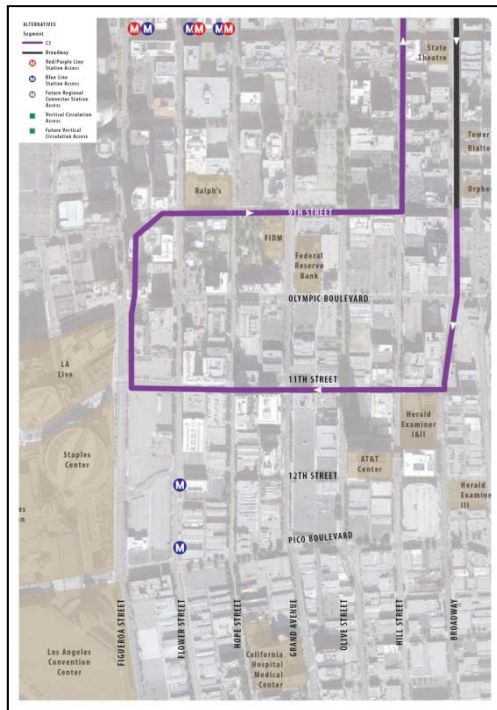 ALTERNATIVES
Segment
C3
Broadway
Red/Purple Line
Station Access
Blue Line
Station Access
Future Regional
Connector Station
Access
Vertical Circulation
Access
Future Vertical
Circulation Access
M M M M M M
State
Theatre
Tower
Rialto
Orphe
Ralph's
9TH STREET
FIDM
Federal
Reserve
Bank
OLYMPIC BOULEVARD
LA
Live
11TH STREET
Herald
Examiner
I&II
Staples
Center
AT&T
Center
12TH STREET
M
Herald
Examine
III
es
on
PICO BOULEVARD
M
FIGUEROA STREET
FLOWER STREET
HOPE STREET
GRAND AVENUE
OLIVE STREET
HILL STREET
BROADWAY
Los Angeles
Convention
Center
California
Hospital
Medical
Center